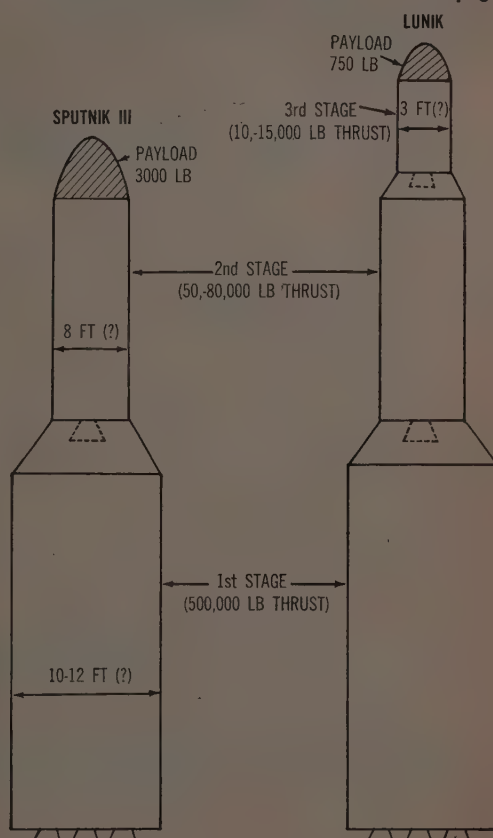 LUNIK
PAYLOAD
750 LB
3rd STAGE
(10,-15,000 LB THRUST)
3 FT(?)
SPUTNIK III
PAYLOAD
3000 LB
2nd STAGE
(50,-80,000 LB THRUST)
8 FT (?)
1st STAGE
(500,000 LB THRUST)
10-12 FT (?)